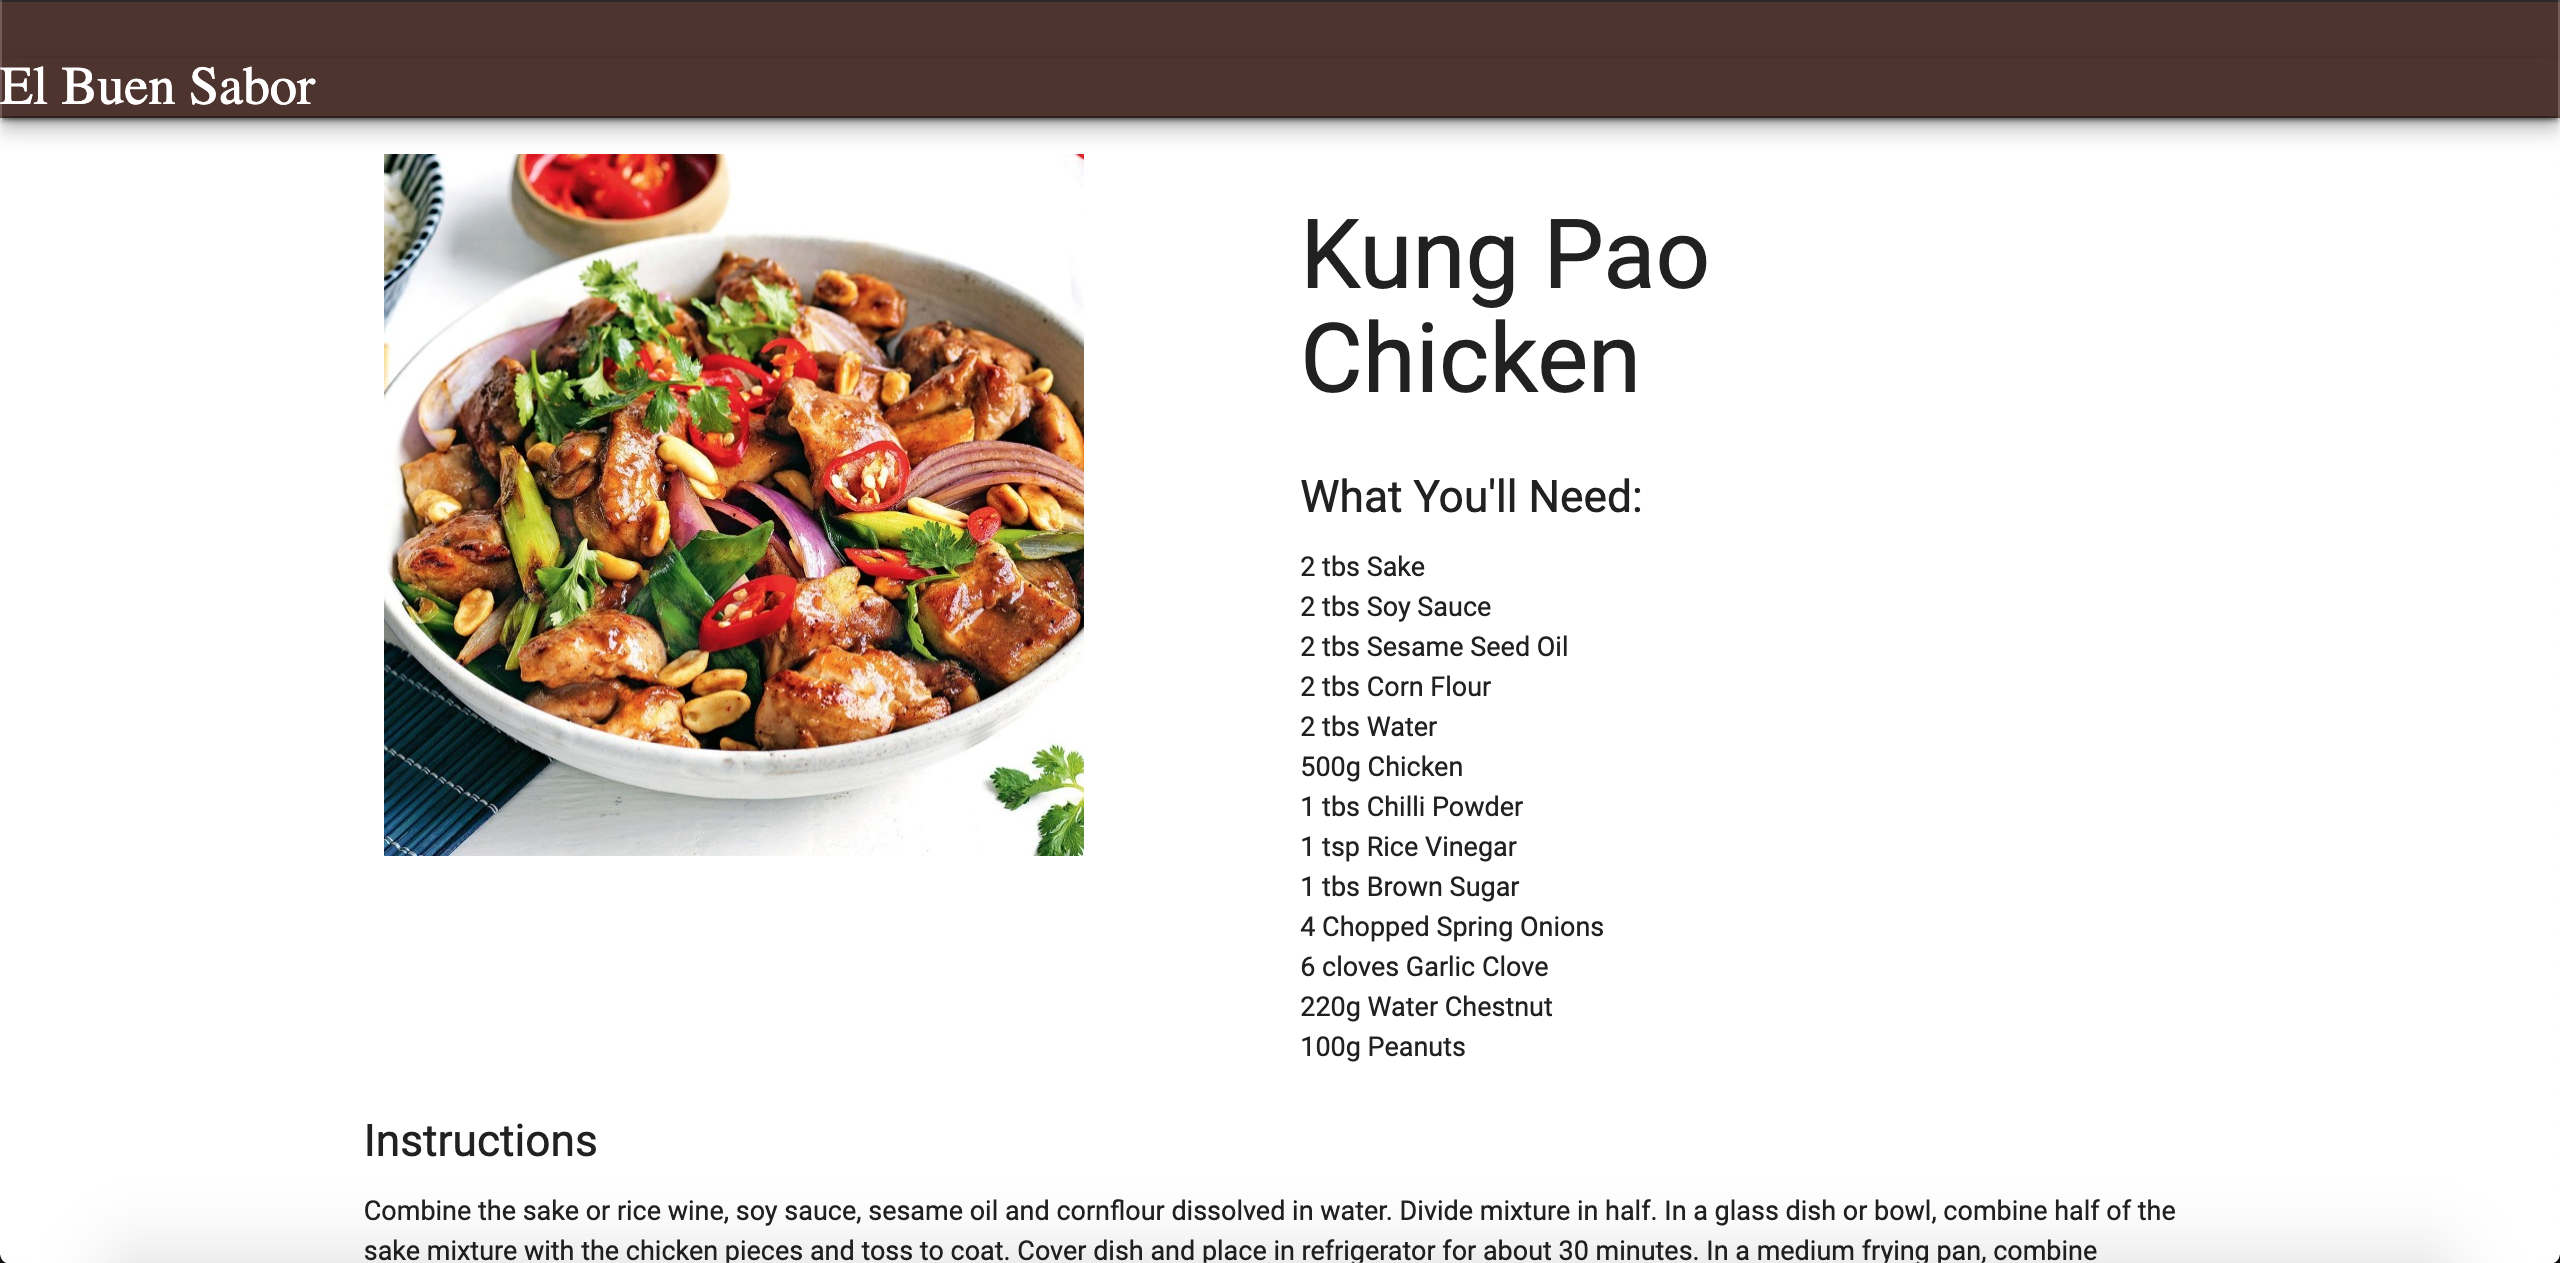 El Buen Sabor
Kung Pao
Chicken
What You'll Need:
2 tbs Sake
2 tbs Soy Sauce
2 tbs Sesame Seed Oil
2 tbs Corn Flour
2 tbs Water
500g Chicken
1 tbs Chilli Powder
1 tsp Rice Vinegar
1 tbs Brown Sugar
4 Chopped Spring Onions
6 cloves Garlic Clove
220g Water Chestnut
100g Peanuts
Instructions
Combine the sake or rice wine, soy sauce, sesame oil and cornflour dissolved in water. Divide mixture in half. In a glass dish or bowl, combine half of the
sake mixture with the chicken pieces and toss to coat. Cover dish and place in refrigerator for about 30 minutes. In a medium frying pan, combine